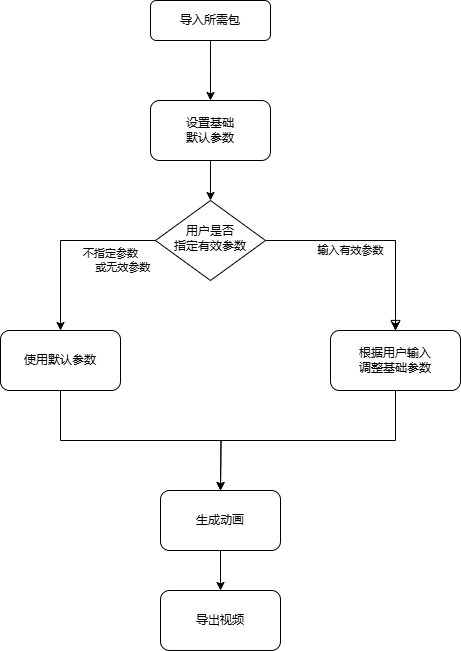 导入所需包
设置基础
默认参数
用户是否
指定有效参数
不指定参数
或无效参数
输入有效参数
使用默认参数
根据用户输入
调整基础参数
生成动画
导出视频